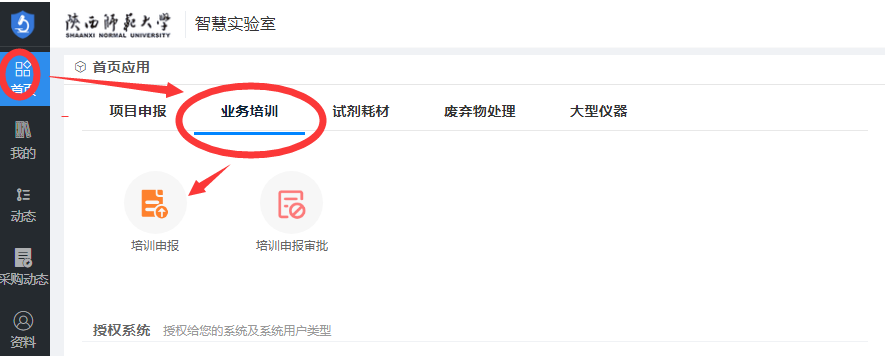 陕西师范大学
SHAANXI NORMAL UNIVERSITY
智慧实验室
首页
首页应用
项目申报 业务培训 试剂耗材 废弃物处理 大型仪器
我的
动态
培训申报 培训申报审批
采购动态
授权系统 授权给您的系统及系统用户类型
资料